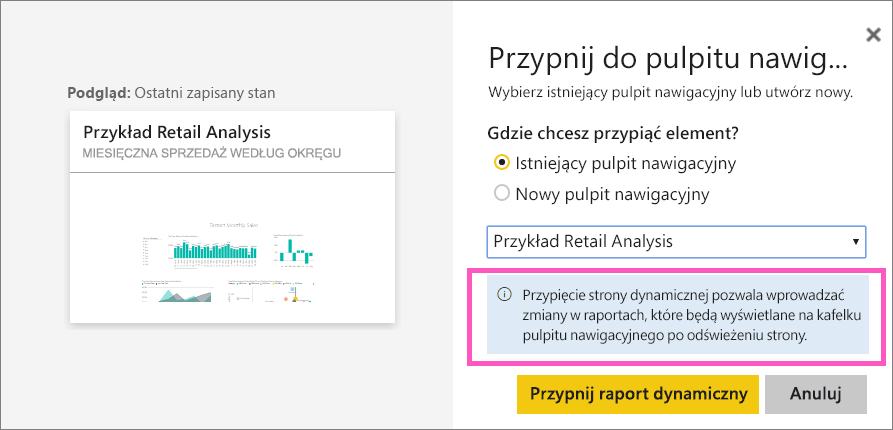 Przypnij do pulpitu nawig...
Wybierz istniejący pulpit nawigacyjny lub utwórz nowy.
Podgląd: Ostatni zapisany stan
Przykład Retail Analysis
MIESIĘCZNA SPRZEDAŻ WEDŁUG OKRĘGU
Gdzie chcesz przypiąć element?
Istniejący pulpit nawigacyjny
Nowy pulpit nawigacyjny
Przykład Retail Analysis
Przypięcie strony dynamicznej pozwala wprowadzać
zmiany w raportach, które będą wyświetlane na kafelku
pulpitu nawigacyjnego po odświeżeniu strony.
Przypnij raport dynamiczny
Anuluj